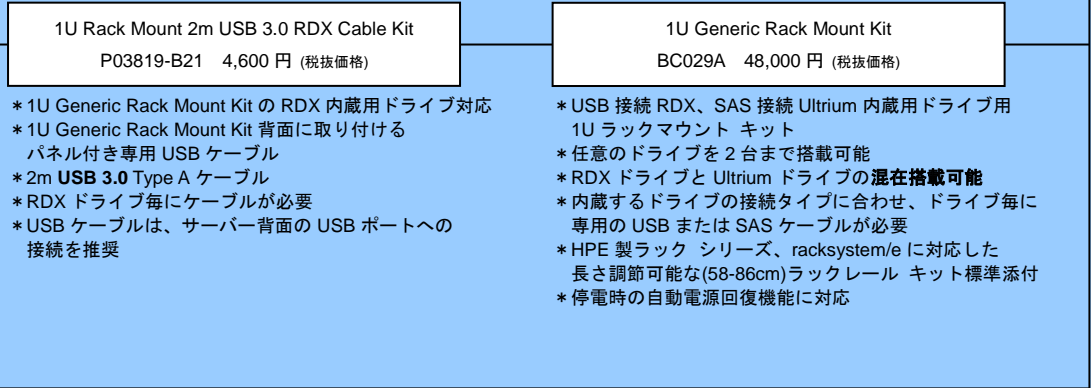 1U Rack Mount 2m USB 3.0 RDX Cable Kit
P03819-B21 4,600 円 (税抜価格)
＊1U Generic Rack Mount Kit の RDX 内蔵用ドライブ対応
＊1U Generic Rack Mount Kit 背面に取り付ける
パネル付き専用 USB ケーブル
＊2m USB 3.0 Type A ケーブル
＊RDX ドライブ毎にケーブルが必要
＊USB ケーブルは、サーバー背面の USB ポートへの
接続を推奨
1U Generic Rack Mount Kit
BC029A 48,000 円 (税抜価格)
＊USB 接続 RDX、SAS 接続 Ultrium 内蔵用ドライブ用
1U ラックマウント キット
＊任意のドライブを 2 台まで搭載可能
＊RDX ドライブと Ultrium ドライブの混在搭載可能
＊内蔵するドライブの接続タイプに合わせ、ドライブ毎に
専用の USB または SAS ケーブルが必要
＊HPE 製ラック シリーズ、racksystem/e に対応した
長さ調節可能な(58-86cm)ラックレール キット標準添付
＊停電時の自動電源回復機能に対応